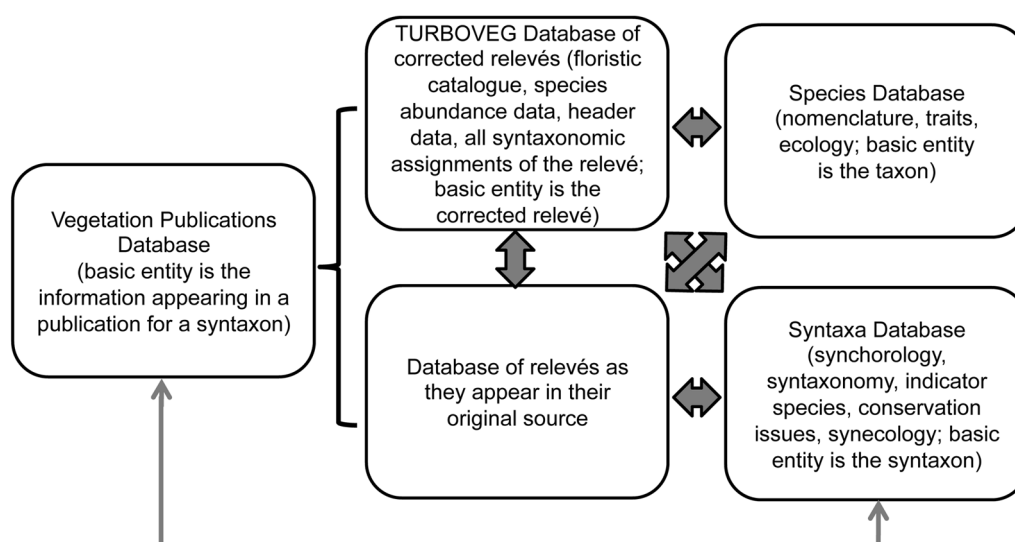 Vegetation Publications
Database
(basic entity is the
information appearing in a
publication for a syntaxon)
TURBOVEG Database of
corrected relevés (floristic
catalogue, species
abundance data, header
data, all syntaxonomic
assignments of the relevé;
basic entity is the
corrected relevé)
Species Database
(nomenclature, traits,
ecology; basic entity
is the taxon)
Database of relevés as
they appear in their
original source
Syntaxa Database
(synchorology,
syntaxonomy, indicator
species, conservation
issues, synecology; basic
entity is the syntaxon)